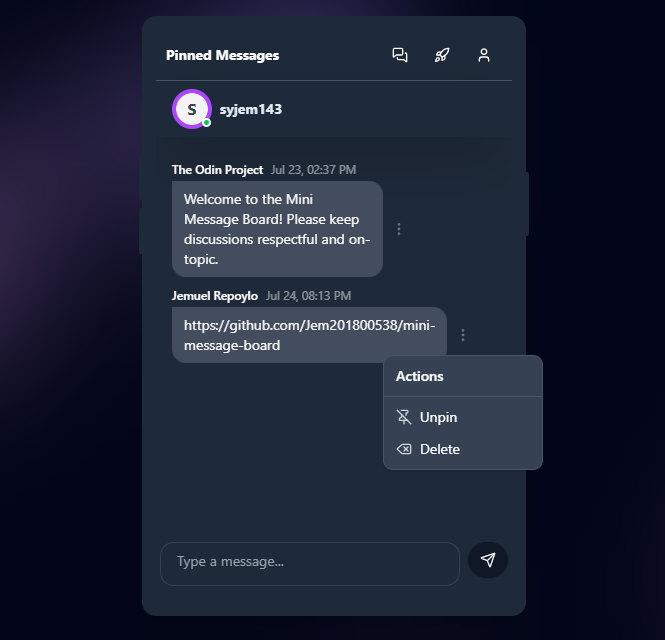 Pinned Messages
S
syjem143
The Odin Project Jul 23, 02:37 PM
Welcome to the Mini
Message Board! Please keep
discussions respectful and on-
topic.
Jemuel Repoylo Jul 24, 08:13 PM
https://github.com/Jem201800538/mini-
message-board
Actions
Unpin
Delete
Type a message...